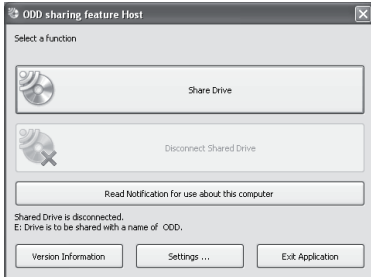 ODD sharing feature Host
Select a function
Share Drive
Disconnect Shared Drive
Read Notification for use about this computer
Shared Drive is disconnected.
E: Drive is to be shared with a name of  ODD.
Version Information
Settings ...
Exit Application